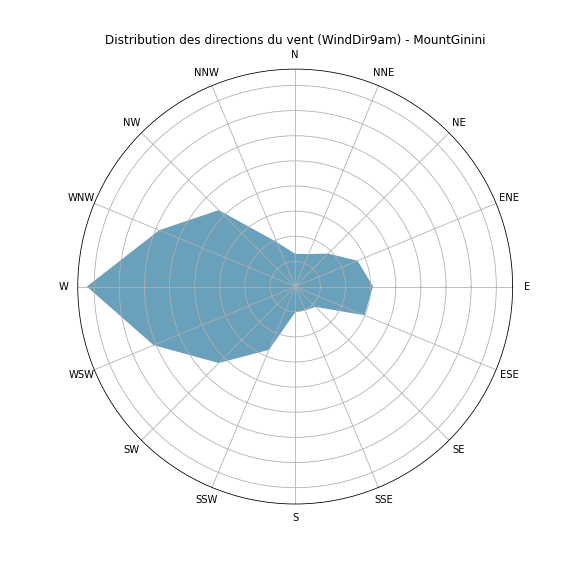 Distribution des directions du vent (WindDir9am) - MountGinini
N
NNW
NNE
NW
NE
WNW
ENE
W
E
WSW
ESE
SW
SE
SSW
SSE
S